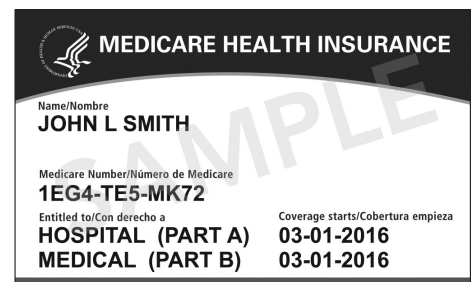 MEDICARE HEALTH INSURANCE
Name/Nombre
JOHN L SMITH
Medicare Number/Número de Medicare
1EG4-TE5-MK72
Entitled to/Con derecho a Coverage starts/Cobertura empieza
HOSPITAL (PART A) 03-01-2016
MEDICAL (PART B) 03-01-2016
SAMPLE